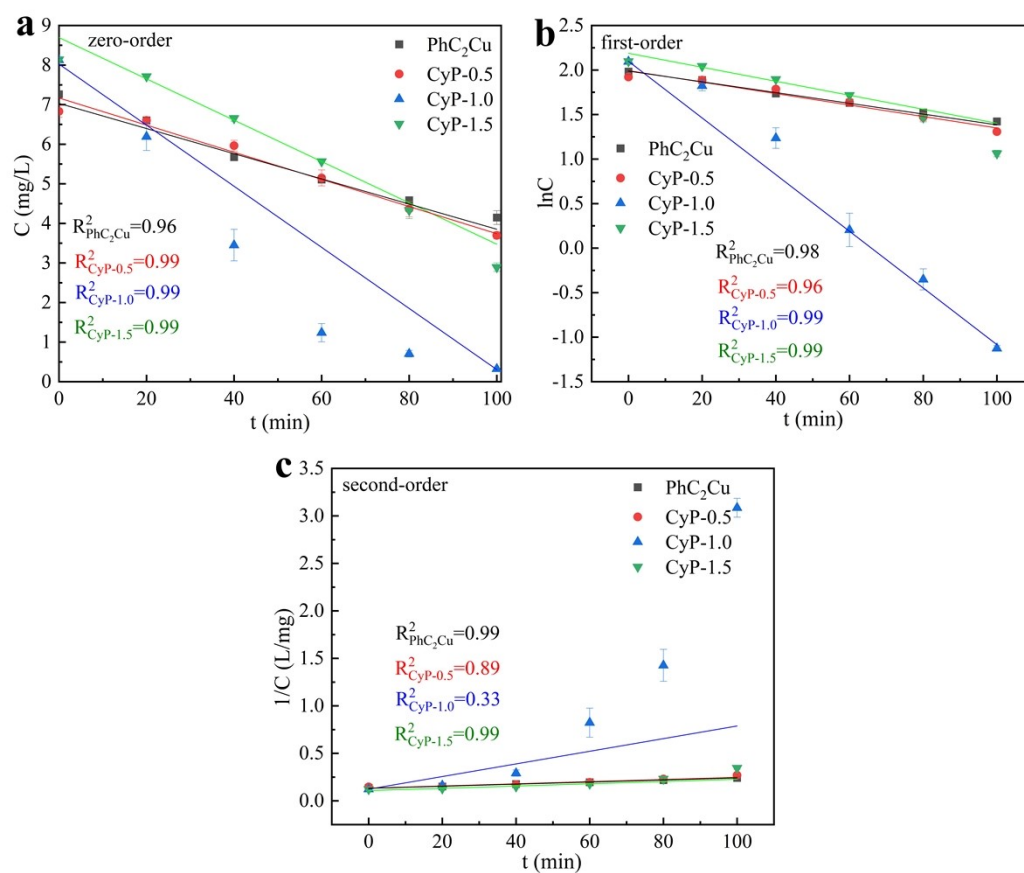 a
zero-order
PhC₂Cu
CyP-0.5
CyP-1.0
CyP-1.5
R²PhC₂Cu=0.96
R²CyP-0.5=0.99
R²CyP-1.0=0.99
R²CyP-1.5=0.99
C (mg/L)
9
8
7
6
5
4
3
2
1
0
0 20 40 60 80 100
t (min)
b
first-order
PhC₂Cu
CyP-0.5
CyP-1.0
CyP-1.5
R²PhC₂Cu=0.98
R²CyP-0.5=0.96
R²CyP-1.0=0.99
R²CyP-1.5=0.99
lnC
2.5
2.0
1.5
1.0
0.5
0.0
-0.5
-1.0
-1.5
0 20 40 60 80 100
t (min)
c
second-order
PhC₂Cu
CyP-0.5
CyP-1.0
CyP-1.5
R²PhC₂Cu=0.99
R²CyP-0.5=0.89
R²CyP-1.0=0.33
R²CyP-1.5=0.99
1/C (L/mg)
3.5
3.0
2.5
2.0
1.5
1.0
0.5
0.0
0 20 40 60 80 100
t (min)